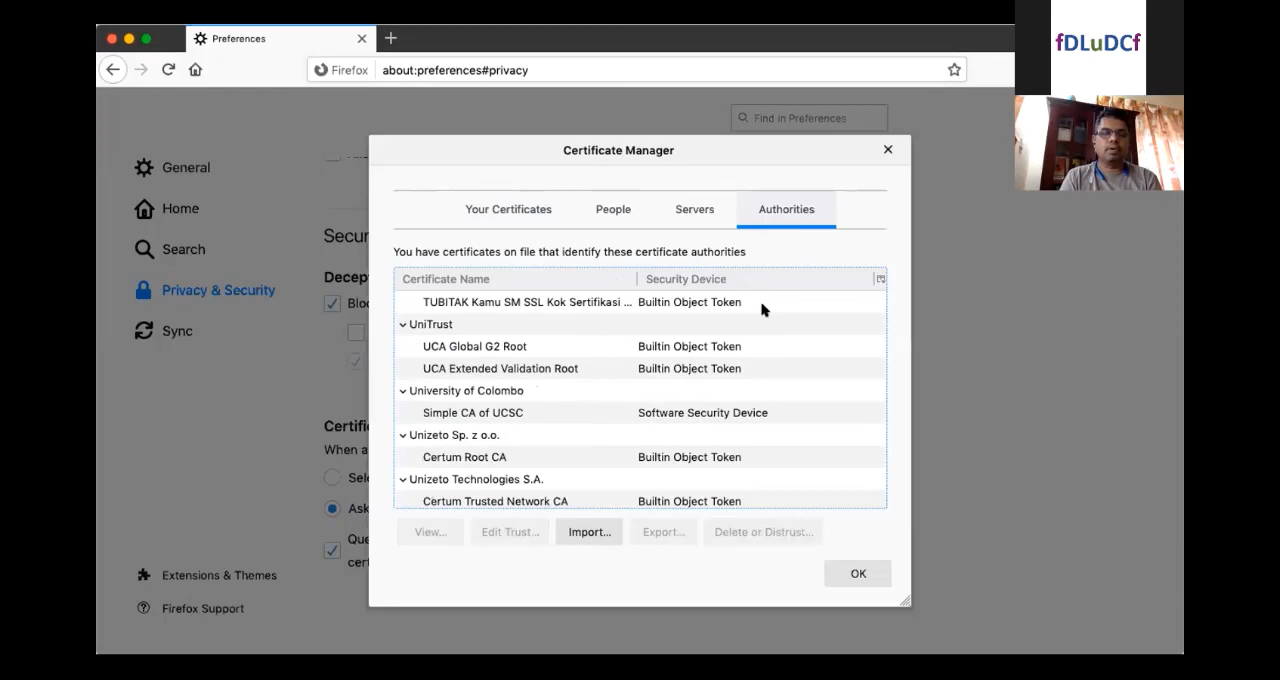 Preferences
fDLuDCf
Firefox
about:preferences#privacy
Find in Preferences
General
Home
Search
Privacy & Security
Sync
Extensions & Themes
Firefox Support
Secur
Decep
Bloc
Certifi
When a
Sele
Ask
Que
cert
Certificate Manager
Your Certificates People Servers Authorities
You have certificates on file that identify these certificate authorities
Certificate Name Security Device
TUBITAK Kamu SM SSL Kok Sertifikasi ... Builtin Object Token
UniTrust
UCA Global G2 Root Builtin Object Token
UCA Extended Validation Root Builtin Object Token
University of Colombo
Simple CA of UCSC Software Security Device
Unizeto Sp. z o.o.
Certum Root CA Builtin Object Token
Unizeto Technologies S.A.
Certum Trusted Network CA Builtin Object Token
View... Edit Trust... Import... Export... Delete or Distrust...
OK